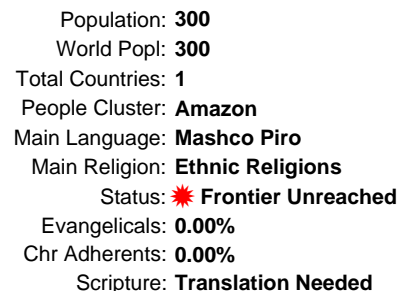 Population: 300
World Popl: 300
Total Countries: 1
People Cluster: Amazon
Main Language: Mashco Piro
Main Religion: Ethnic Religions
Status: Frontier Unreached
Evangelicals: 0.00%
Chr Adherents: 0.00%
Scripture: Translation Needed